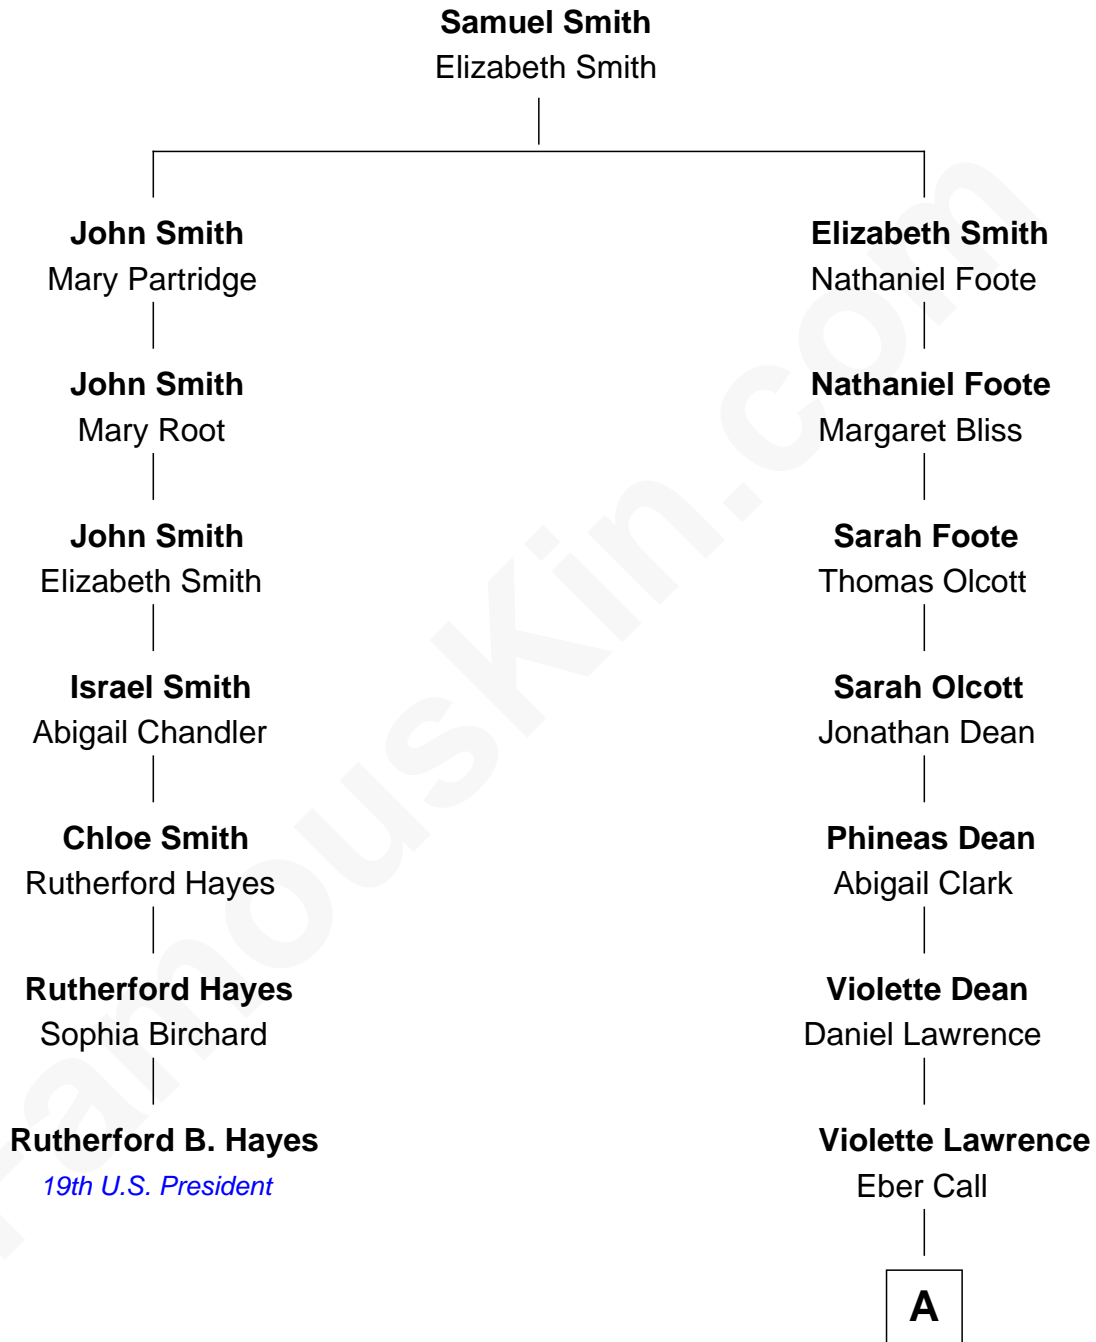 Samuel Smith
Elizabeth Smith
John Smith
Mary Partridge
John Smith
Mary Root
John Smith
Elizabeth Smith
Israel Smith
Abigail Chandler
Chloe Smith
Rutherford Hayes
Rutherford Hayes
Sophia Birchard
Rutherford B. Hayes
19th U.S. President
Elizabeth Smith
Nathaniel Foote
Nathaniel Foote
Margaret Bliss
Sarah Foote
Thomas Olcott
Sarah Olcott
Jonathan Dean
Phineas Dean
Abigail Clark
Violette Dean
Daniel Lawrence
Violette Lawrence
Eber Call
A
FamousKin.com